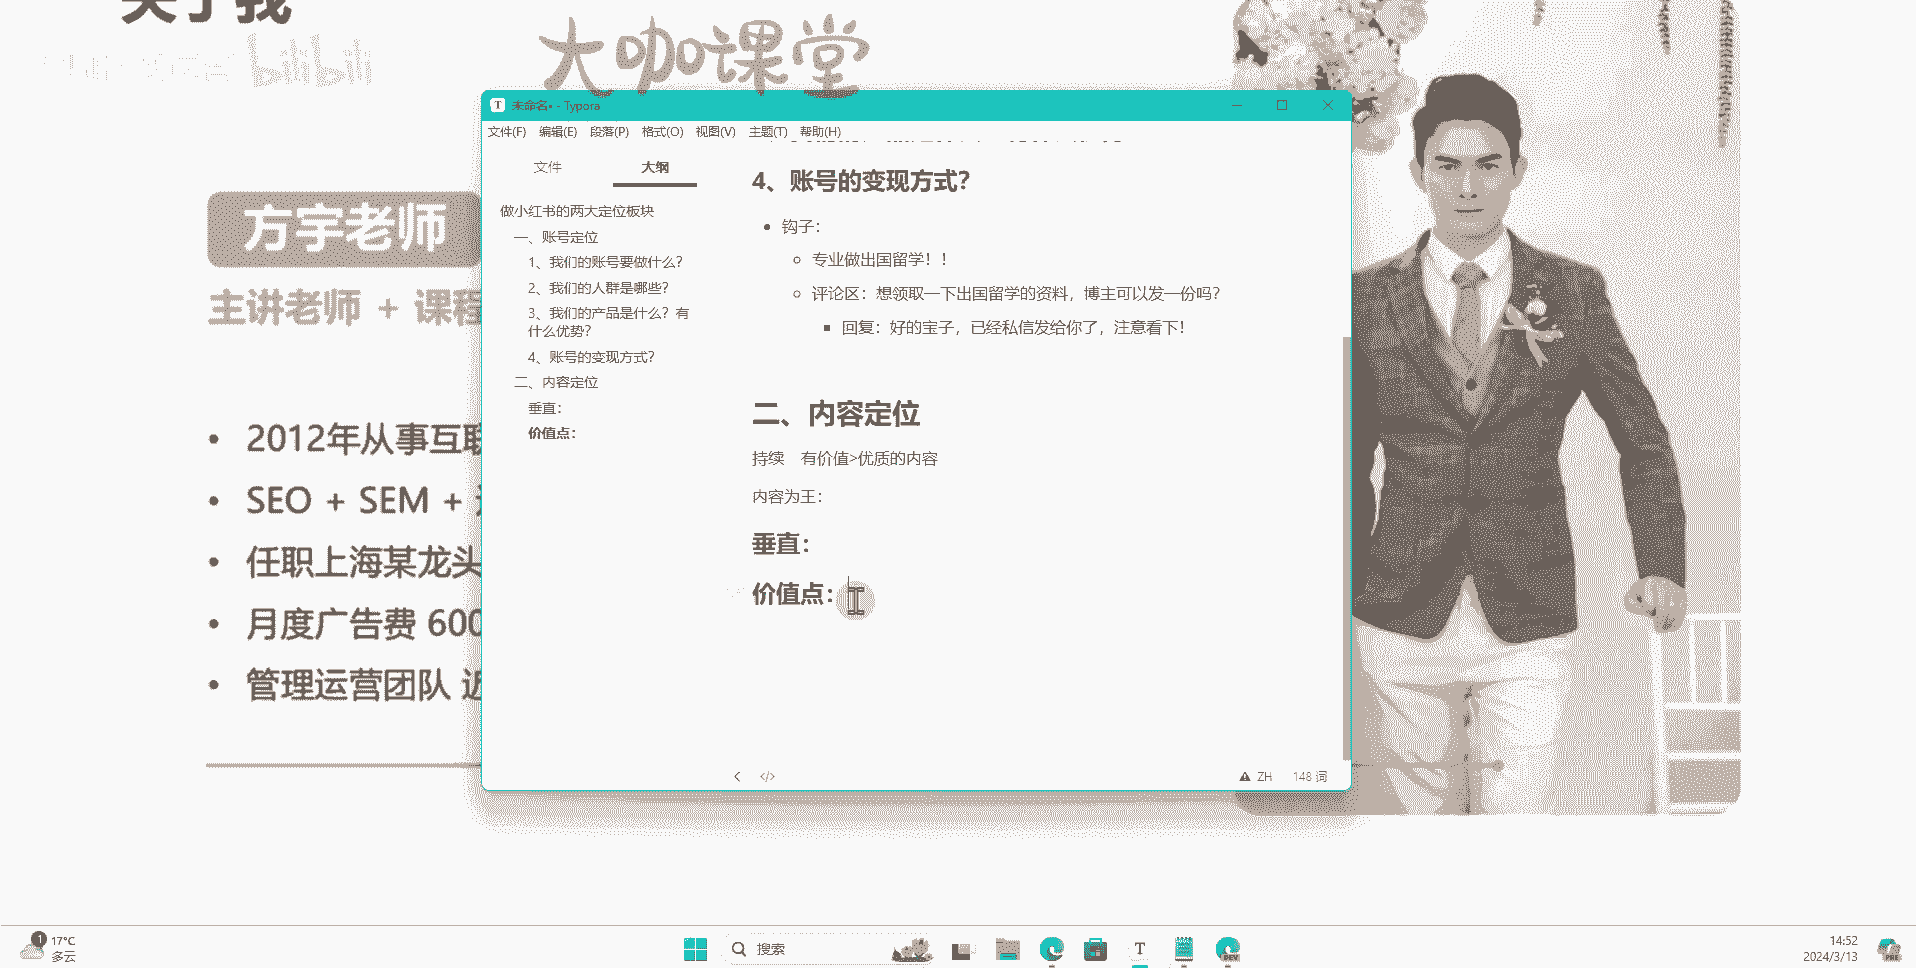 关于我
bilibili
大咖课堂
方宇老师
主讲老师 + 课程
2012年从事互联
SEO + SEM +
任职上海某龙头
月度广告费 600
管理运营团队 近
未命名• - Typora
文件(F) 编辑(E) 段落(P) 格式(O) 视图(V) 主题(T) 帮助(H)
文件 大纲
做小红书的两大定位板块
一、账号定位
1、我们的账号要做什么？
2、我们的人群是哪些？
3、我们的产品是什么？有
什么优势？
4、账号的变现方式？
二、内容定位
垂直：
价值点：
4、账号的变现方式？
钩子：
专业做出国留学！！
评论区：想领取一下出国留学的资料，博主可以发一份吗？
回复：好的宝子，已经私信发给你了，注意看下！
二、内容定位
持续 有价值>优质的内容
内容为王：
垂直：
价值点：
ZH 148 词
1
17°C
多云
搜索
T
DEV
14:52
2024/3/13
PRE